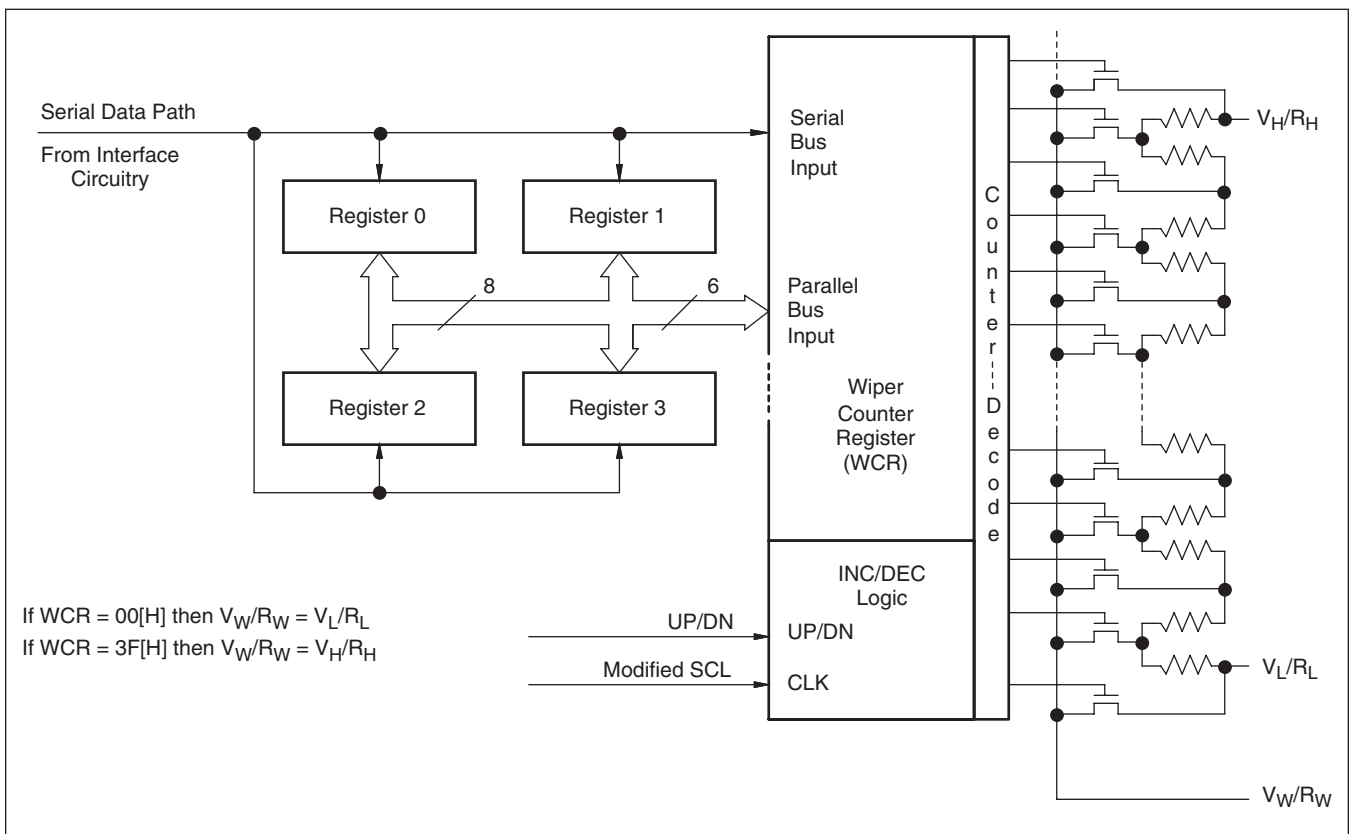 Serial Data Path
From Interface
Circuitry
Register 0
Register 1
8
6
Register 2
Register 3
Serial
Bus
Input
Parallel
Bus
Input
Wiper
Counter
Register
(WCR)
INC/DEC
Logic
UP/DN
UP/DN
Modified SCL
CLK
Counter Decode
If WCR = 00[H] then VW/RW = VL/RL
If WCR = 3F[H] then VW/RW = VH/RH
VH/RH
VL/RL
VW/RW